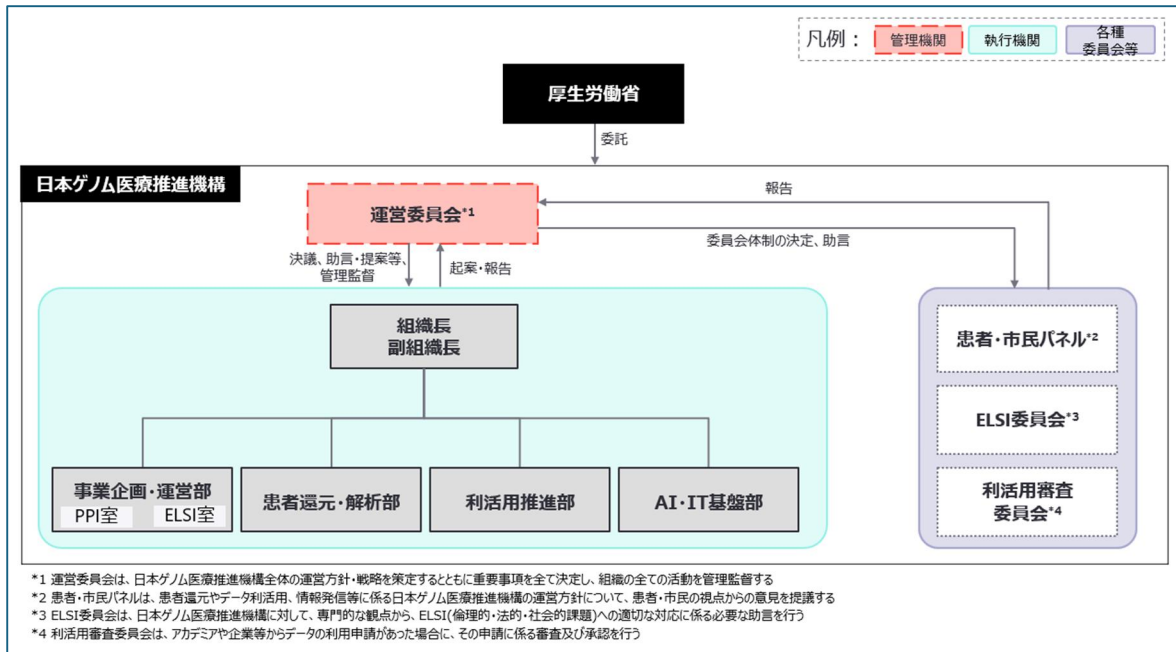 凡例：
管理機関
執行機関
各種
委員会等
厚生労働省
委託
日本ゲノム医療推進機構
運営委員会*1
報告
委員会体制の決定、助言
決議、助言・提案等、
管理監督
起案・報告
組織長
副組織長
事業企画・運営部
PPI室 ELSI室
患者還元・解析部
利活用推進部
AI・IT基盤部
患者・市民パネル*2
ELSI委員会*3
利活用審査
委員会*4
*1 運営委員会は、日本ゲノム医療推進機構全体の運営方針・戦略を策定するとともに重要事項を全て決定し、組織の全ての活動を管理監督する
*2 患者・市民パネルは、患者還元やデータ利活用、情報発信等に係る日本ゲノム医療推進機構の運営の方針について、患者・市民の視点からの意見を提議する
*3 ELSI委員会は、日本ゲノム医療推進機構に対して、専門的な観点から、ELSI(倫理的・法的・社会的課題)への適切な対応に係る必要な助言を行う
*4 利活用審査委員会は、アカデミアや企業等からデータの利用申請があった場合に、その申請に係る審査及び承認を行う